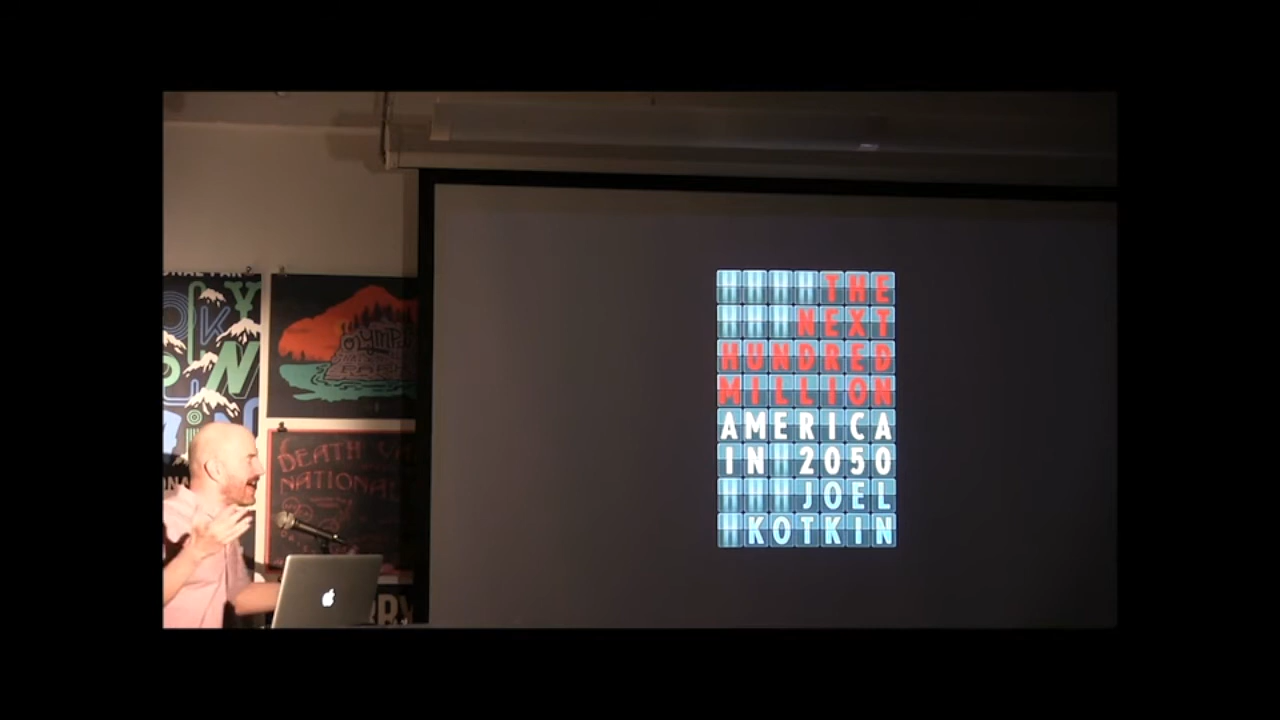 THE
NEXT
HUNDRED
MILLION
AMERICA
IN 2050
JOEL
KOTKIN
DEATH
NATIONAL